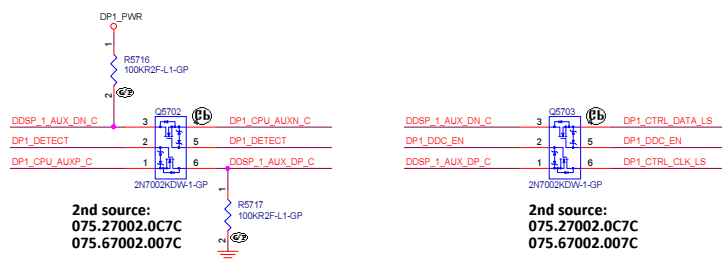 DP1_PWR
1
R5716
100KR2F-L1-GP
2
Q5702
DDSP_1_AUX_DN_C 3 4 DP1_CPU_AUXN_C
DP1_DETECT 2 5 DP1_DETECT
DP1_CPU_AUXP_C 1 6 DDSP_1_AUX_DP_C
2N7002KDW-1-GP
1
R5717
100KR2F-L1-GP
2
2nd source:
075.27002.0C7C
075.67002.007C
Q5703
DDSP_1_AUX_DN_C 3 4 DP1_CTRL_DATA_LS
DP1_DDC_EN 2 5 DP1_DDC_EN
DDSP_1_AUX_DP_C 1 6 DP1_CTRL_CLK_LS
2N7002KDW-1-GP
2nd source:
075.27002.0C7C
075.67002.007C